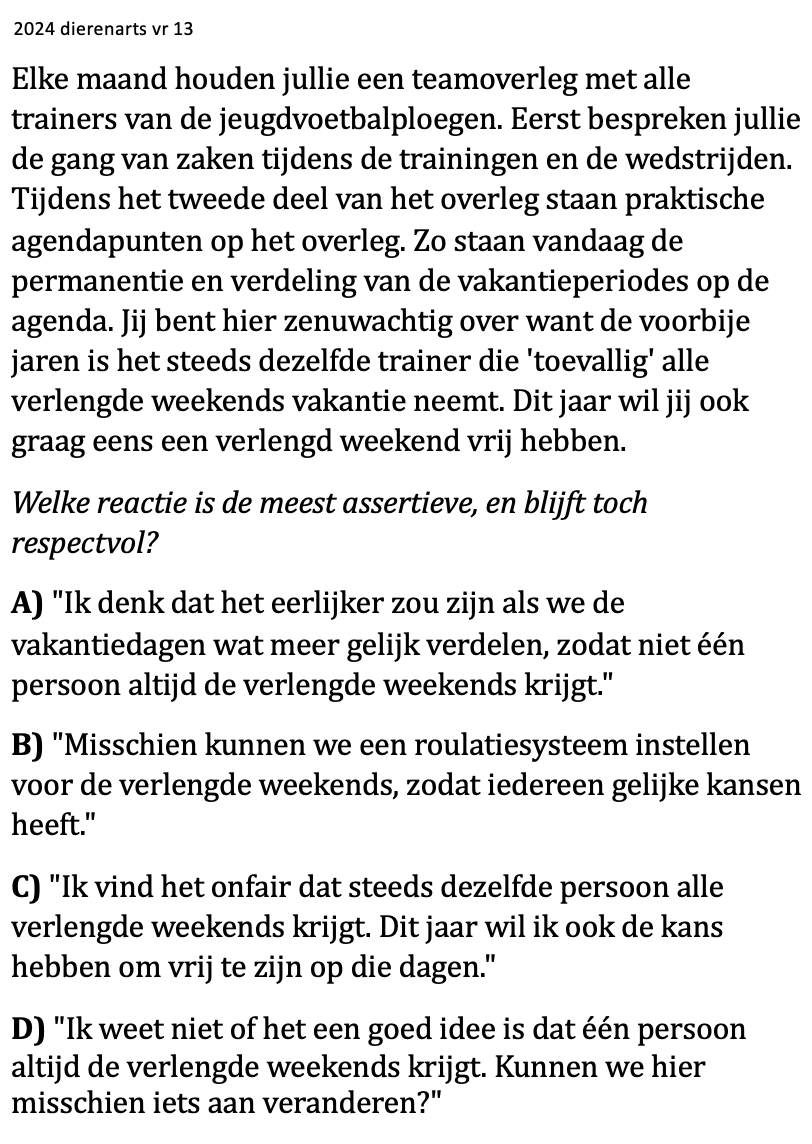 2024 dierenarts vr 13
Elke maand houden jullie een teamoverleg met alle
trainers van de jeugdvoetbalploegen. Eerst bespreken jullie
de gang van zaken tijdens de trainingen en de wedstrijden.
Tijdens het tweede deel van het overleg staan praktische
agendapunten op het overleg. Zo staan vandaag de
permanentie en verdeling van de vakantieperiodes op de
agenda. Jij bent hier zenuwachtig over want de voorbije
jaren is het steeds dezelfde trainer die 'toevallig' alle
verlengde weekends vakantie neemt. Dit jaar wil jij ook
graag eens een verlengd weekend vrij hebben.
Welke reactie is de meest assertieve, en blijft toch
respectvol?
A) "Ik denk dat het eerlijker zou zijn als we de
vakantiedagen wat meer gelijk verdelen, zodat niet één
persoon altijd de verlengde weekends krijgt."
B) "Misschien kunnen we een roulatiesysteem instellen
voor de verlengde weekends, zodat iedereen gelijke kansen
heeft."
C) "Ik vind het onfair dat steeds dezelfde persoon alle
verlengde weekends krijgt. Dit jaar wil ik ook de kans
hebben om vrij te zijn op die dagen."
D) "Ik weet niet of het een goed idee is dat één persoon
altijd de verlengde weekends krijgt. Kunnen we hier
misschien iets aan veranderen?"